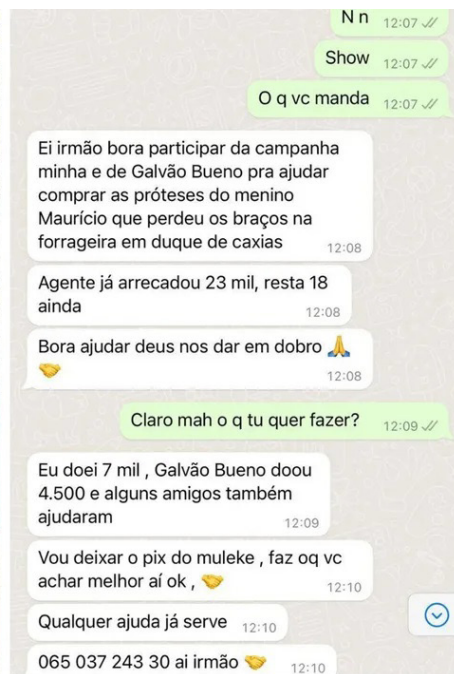 N n 12:07
Show 12:07
O q vc manda 12:07
Ei irmão bora participar da campanha
minha e de Galvão Bueno pra ajudar
comprar as próteses do menino
Maurício que perdeu os braços na
forrageira em duque de caxias 12:08
Agente já arrecadou 23 mil, resta 18
ainda 12:08
Bora ajudar deus nos dar em dobro 🙏
🤝 12:08
Claro mah o q tu quer fazer? 12:09
Eu doei 7 mil , Galvão Bueno doou
4.500 e alguns amigos também
ajudaram 12:09
Vou deixar o pix do muleke , faz oq vc
achar melhor aí ok , 🤝 12:10
Qualquer ajuda já serve 12:10
065 037 243 30 ai irmão 🤝 12:10